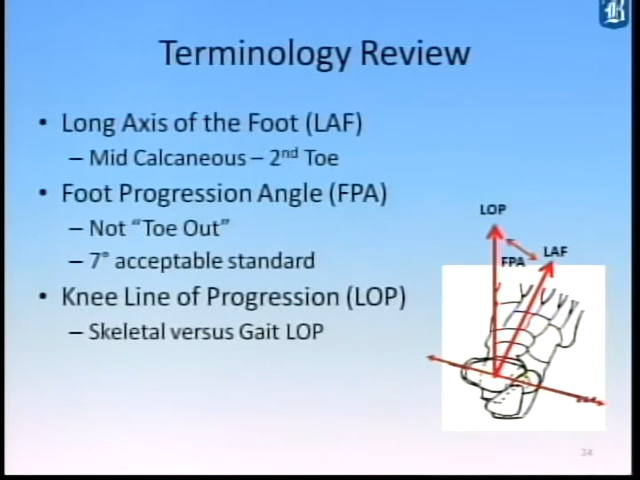 Terminology Review
• Long Axis of the Foot (LAF)
– Mid Calcaneous – 2nd Toe
• Foot Progression Angle (FPA)
– Not "Toe Out"
– 7° acceptable standard
• Knee Line of Progression (LOP)
– Skeletal versus Gait LOP
LOP
FPA
LAF
24